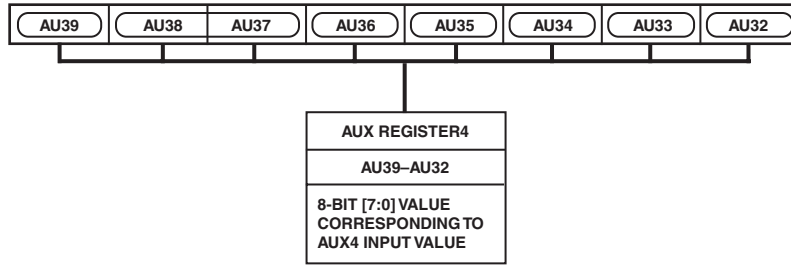 AU39 AU38 AU37 AU36 AU35 AU34 AU33 AU32
AUX REGISTER4
AU39–AU32
8-BIT [7:0] VALUE
CORRESPONDING TO
AUX4 INPUT VALUE